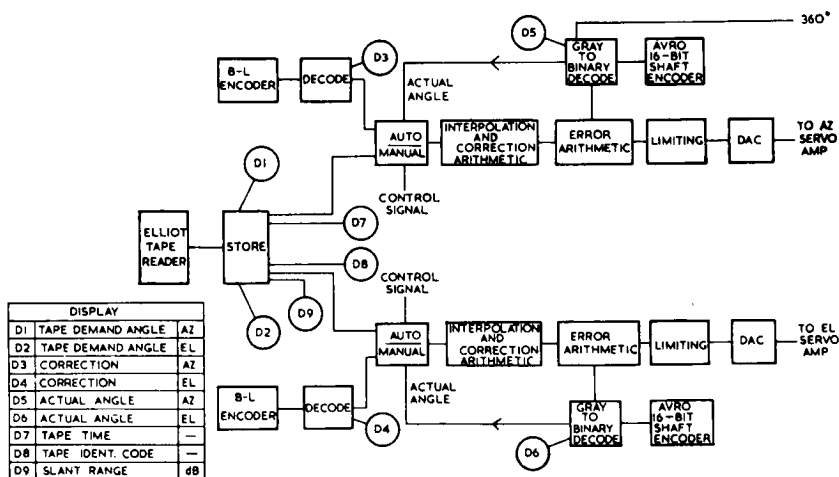 D5
360°
GRAY
TO
BINARY
DECODE
AVRO
16-BIT
SHAFT
ENCODER
B-L
ENCODER
DECODE
D3
ACTUAL
ANGLE
AUTO
MANUAL
INTERPOLATION
AND
CORRECTION
ARITHMETIC
ERROR
ARITHMETIC
LIMITING
DAC
TO AZ
SERVO
AMP
D1
CONTROL
SIGNAL
D7
ELLIOT
TAPE
READER
STORE
D8
D2
D9
CONTROL
SIGNAL
AUTO
MANUAL
INTERPOLATION
AND
CORRECTION
ARITHMETIC
ERROR
ARITHMETIC
LIMITING
DAC
TO EL
SERVO
AMP
ACTUAL
ANGLE
B-L
ENCODER
DECODE
D4
GRAY
TO
BINARY
DECODE
D6
AVRO
16-BIT
SHAFT
ENCODER
DISPLAY
D1 TAPE DEMAND ANGLE AZ
D2 TAPE DEMAND ANGLE EL
D3 CORRECTION AZ
D4 CORRECTION EL
D5 ACTUAL ANGLE AZ
D6 ACTUAL ANGLE EL
D7 TAPE TIME —
D8 TAPE IDENT. CODE —
D9 SLANT RANGE dB